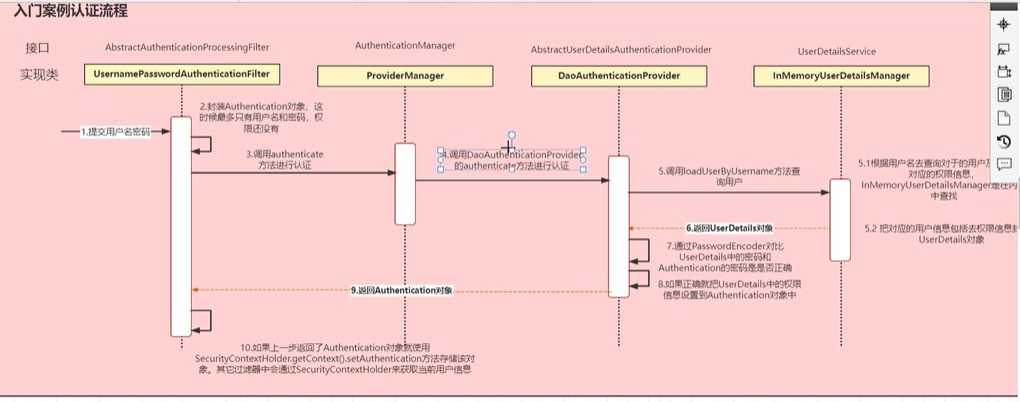 入门案例认证流程
接口
AbstractAuthenticationProcessingFilter
AuthenticationManager
AbstractUserDetailsAuthenticationProvider
UserDetailsService
实现类
UsernamePasswordAuthenticationFilter
ProviderManager
DaoAuthenticationProvider
InMemoryUserDetailsManager
1.提交用户名密码
2.封装Authentication对象，这
时候最多只有用户名和密码，权
限还没有
3.调用authenticate
方法进行认证
4.调用DaoAuthenticationProvider
的authenticate方法进行认证
5.调用loadUserByUsername方法查
询用户
5.1根据用户名去查询对于的用户及
对应的权限信息，
InMemoryUserDetailsManager是在内
中查找
5.2 把对应的用户信息包括去权限信息
UserDetails对象
6.返回UserDetails对象
7.通过PasswordEncoder对比
UserDetails中的密码和
Authentication的密码是是否正确
8.如果正确就把UserDetails中的权限
信息设置到Authentication对象中
9.返回Authentication对象
10.如果上一步返回了Authentication对象就使用
SecurityContextHolder.getContext().setAuthentication方法存储该对
象。其它过滤器中会通过SecurityContextHolder来获取当前用户信息